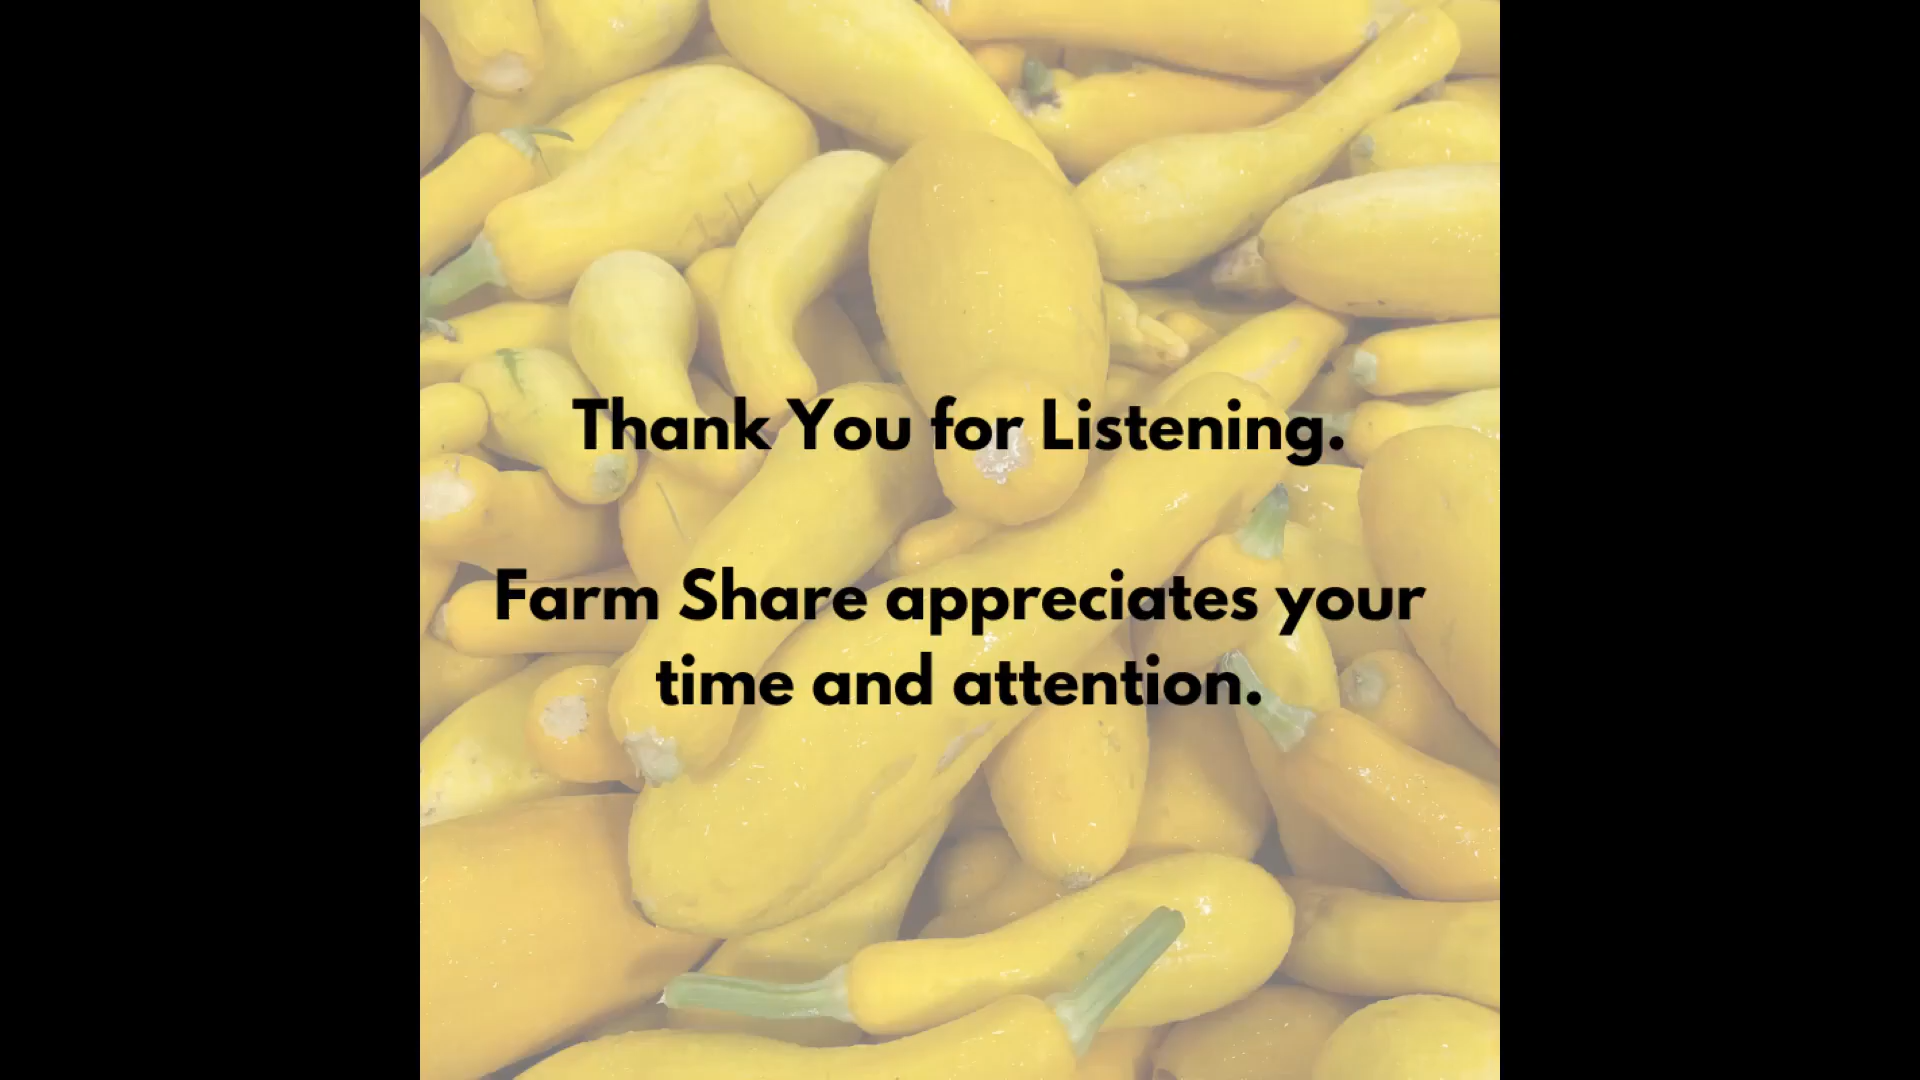 Thank You for Listening.
Farm Share appreciates your
time and attention.